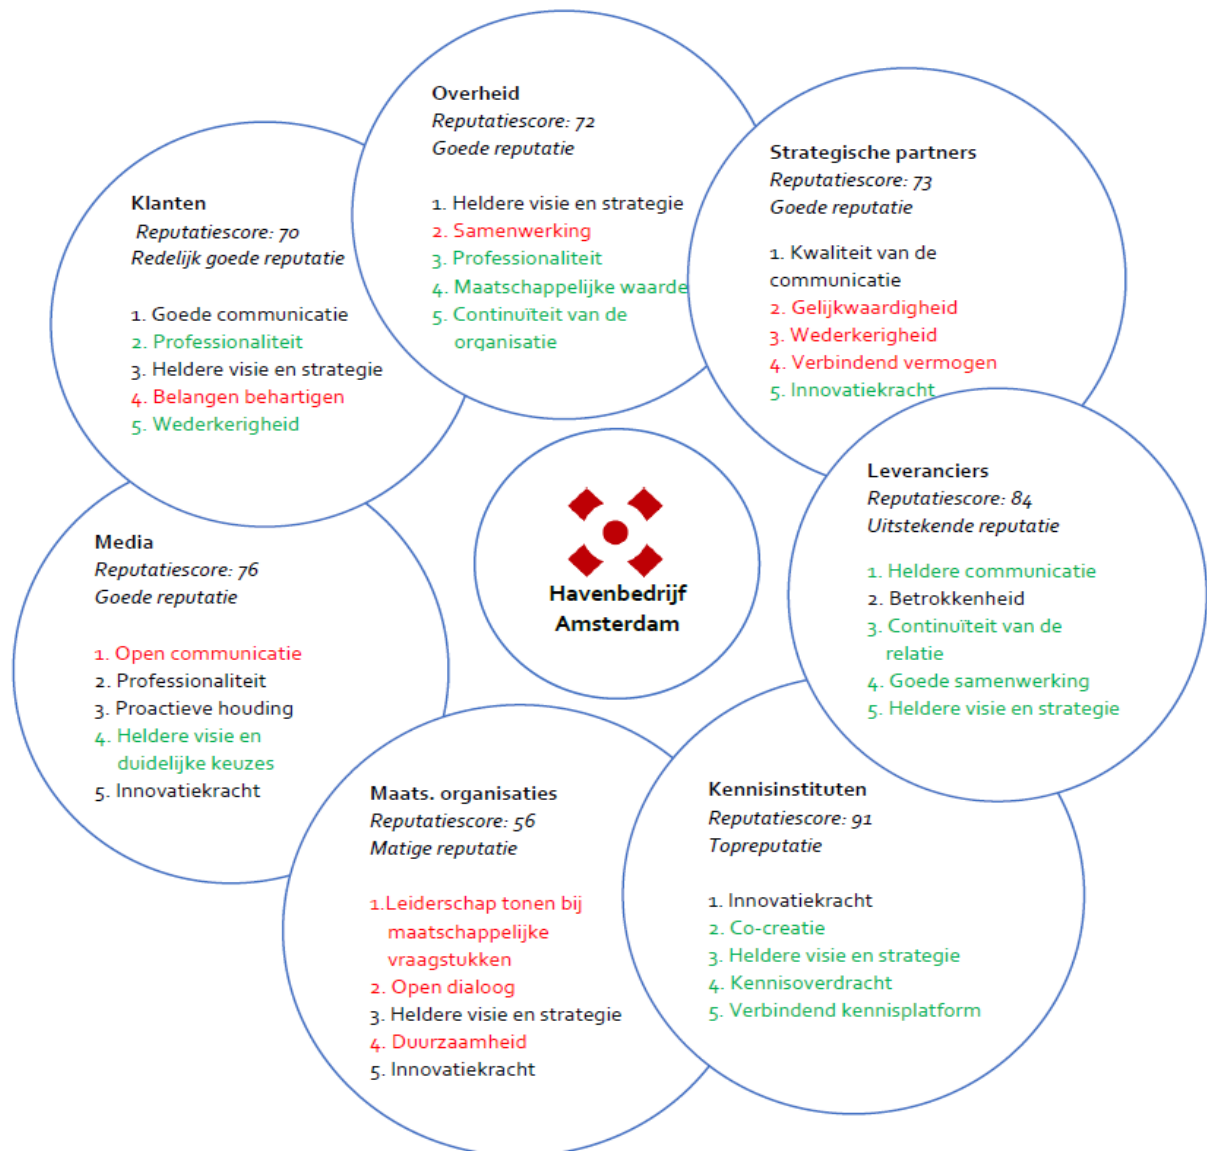 Overheid
Reputatiescore: 72
Goede reputatie
1. Heldere visie en strategie
2. Samenwerking
3. Professionaliteit
4. Maatschappelijke waarde
5. Continuïteit van de
organisatie
Strategische partners
Reputatiescore: 73
Goede reputatie
1. Kwaliteit van de
communicatie
2. Gelijkwaardigheid
3. Wederkerigheid
4. Verbindend vermogen
5. Innovatiekracht
Klanten
Reputatiescore: 70
Redelijk goede reputatie
1. Goede communicatie
2. Professionaliteit
3. Heldere visie en strategie
4. Belangen behartigen
5. Wederkerigheid
Leveranciers
Reputatiescore: 84
Uitstekende reputatie
1. Heldere communicatie
2. Betrokkenheid
3. Continuïteit van de
relatie
4. Goede samenwerking
5. Heldere visie en strategie
Havenbedrijf
Amsterdam
Media
Reputatiescore: 76
Goede reputatie
1. Open communicatie
2. Professionaliteit
3. Proactieve houding
4. Heldere visie en
duidelijke keuzes
5. Innovatiekracht
Maats. organisaties
Reputatiescore: 56
Matige reputatie
1.Leiderschap tonen bij
maatschappelijke
vraagstukken
2. Open dialoog
3. Heldere visie en strategie
4. Duurzaamheid
5. Innovatiekracht
Kennisinstituten
Reputatiescore: 91
Topreputatie
1. Innovatiekracht
2. Co-creatie
3. Heldere visie en strategie
4. Kennisoverdracht
5. Verbindend kennisplatform